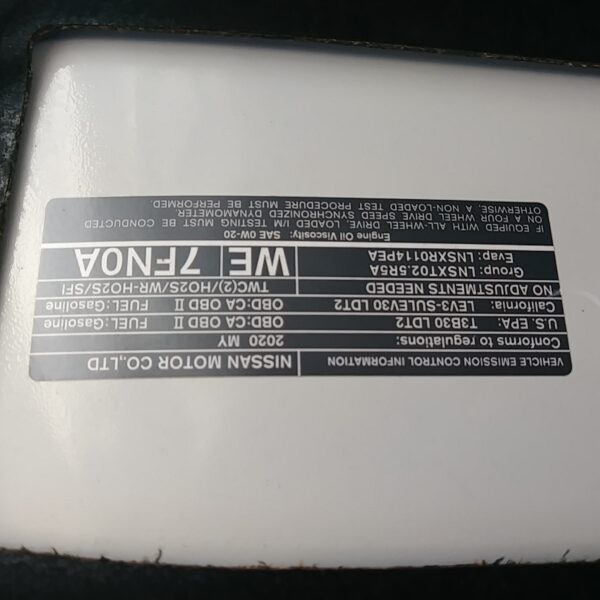 VEHICLE EMISSION CONTROL INFORMATION NISSAN MOTOR CO.,LTD
Conforms to regulations: 2020 MY
U.S.EPA: T3B30 LDT2 OBD:CA OBD II FUEL:Gasoline
California: LEV3-SULEV30 LDT2 OBD:CA OBD II FUEL:Gasoline
NO ADJUSTMENTS NEEDED TWC(2)/HO2S/WR-HO2S/SFI
Group: LNSXT02.5R5A
Evap: LNSXR0114PEA
WE 7FN0A
Engine Oil Viscosity: SAE 0W-20
IF EQUIPED WITH ALL-WHEEL DRIVE, LOADED I/M TESTING MUST BE CONDUCTED
ON A FOUR WHEEL DRIVE SPEED SYNCHRONIZED DYNAMOMETER.
OTHERWISE, A NON-LOADED TEST PROCEDURE MUST BE PERFORMED.